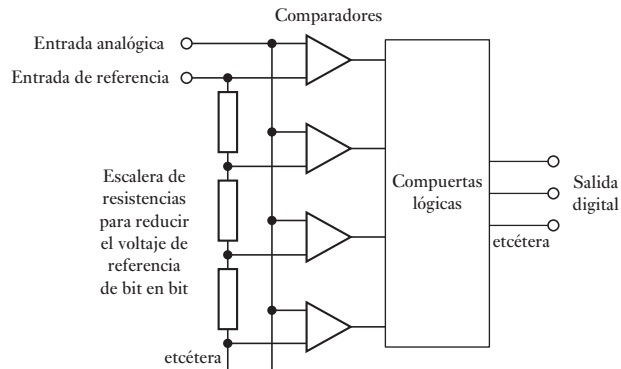 Comparadores
Entrada analógica
Entrada de referencia
Escalera de
resistencias
para reducir
el voltaje de
referencia
de bit en bit
etcétera
Compuertas
lógicas
Salida
digital
etcétera